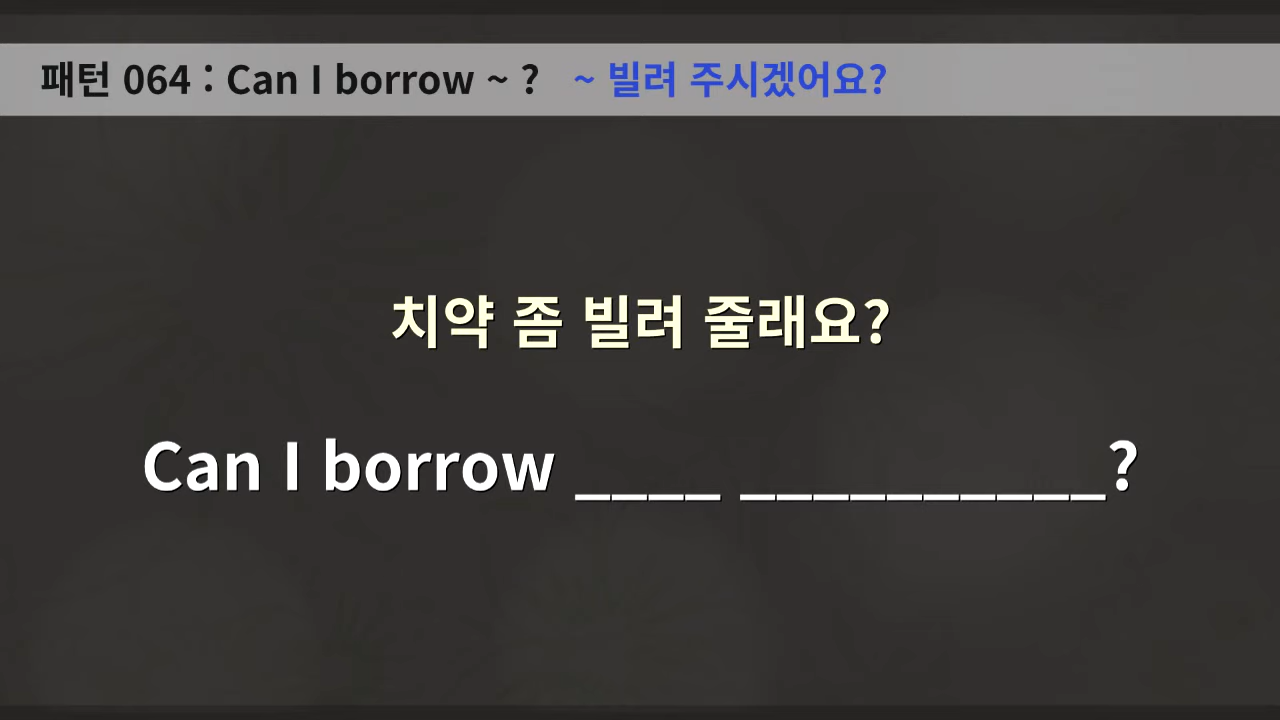 패턴 064 : Can I borrow ~ ? ~ 빌려 주시겠어요?
치약 좀 빌려 줄래요?
Can I borrow ____ __________?